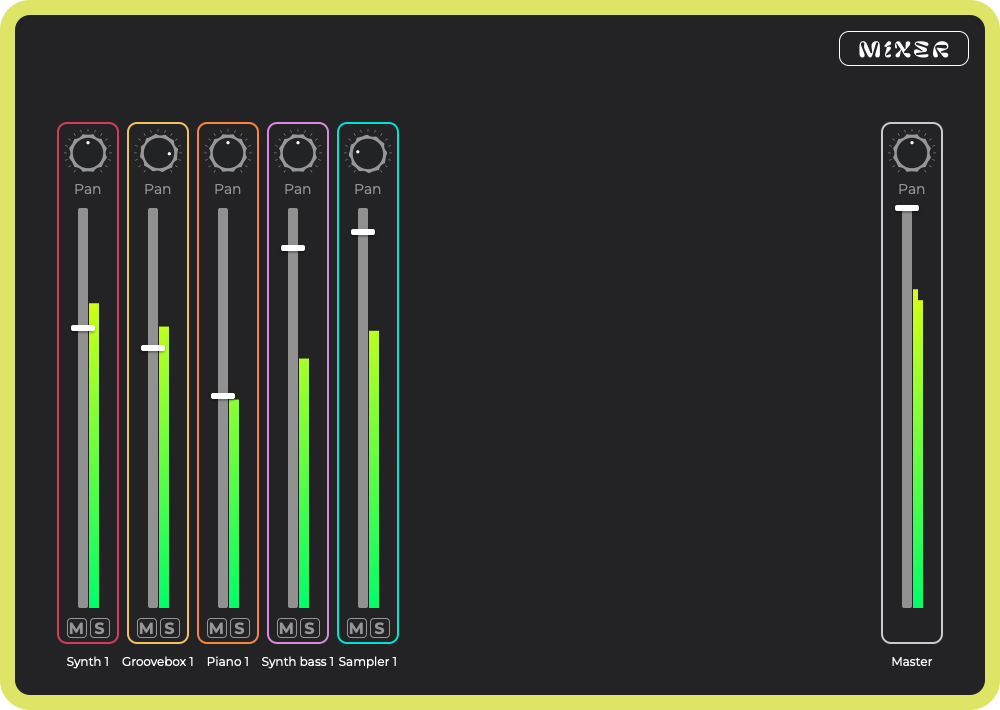 MIXER
Pan Pan Pan Pan Pan Pan
M S M S M S M S M S
Synth 1 Groovebox 1 Piano 1 Synth bass 1 Sampler 1 Master